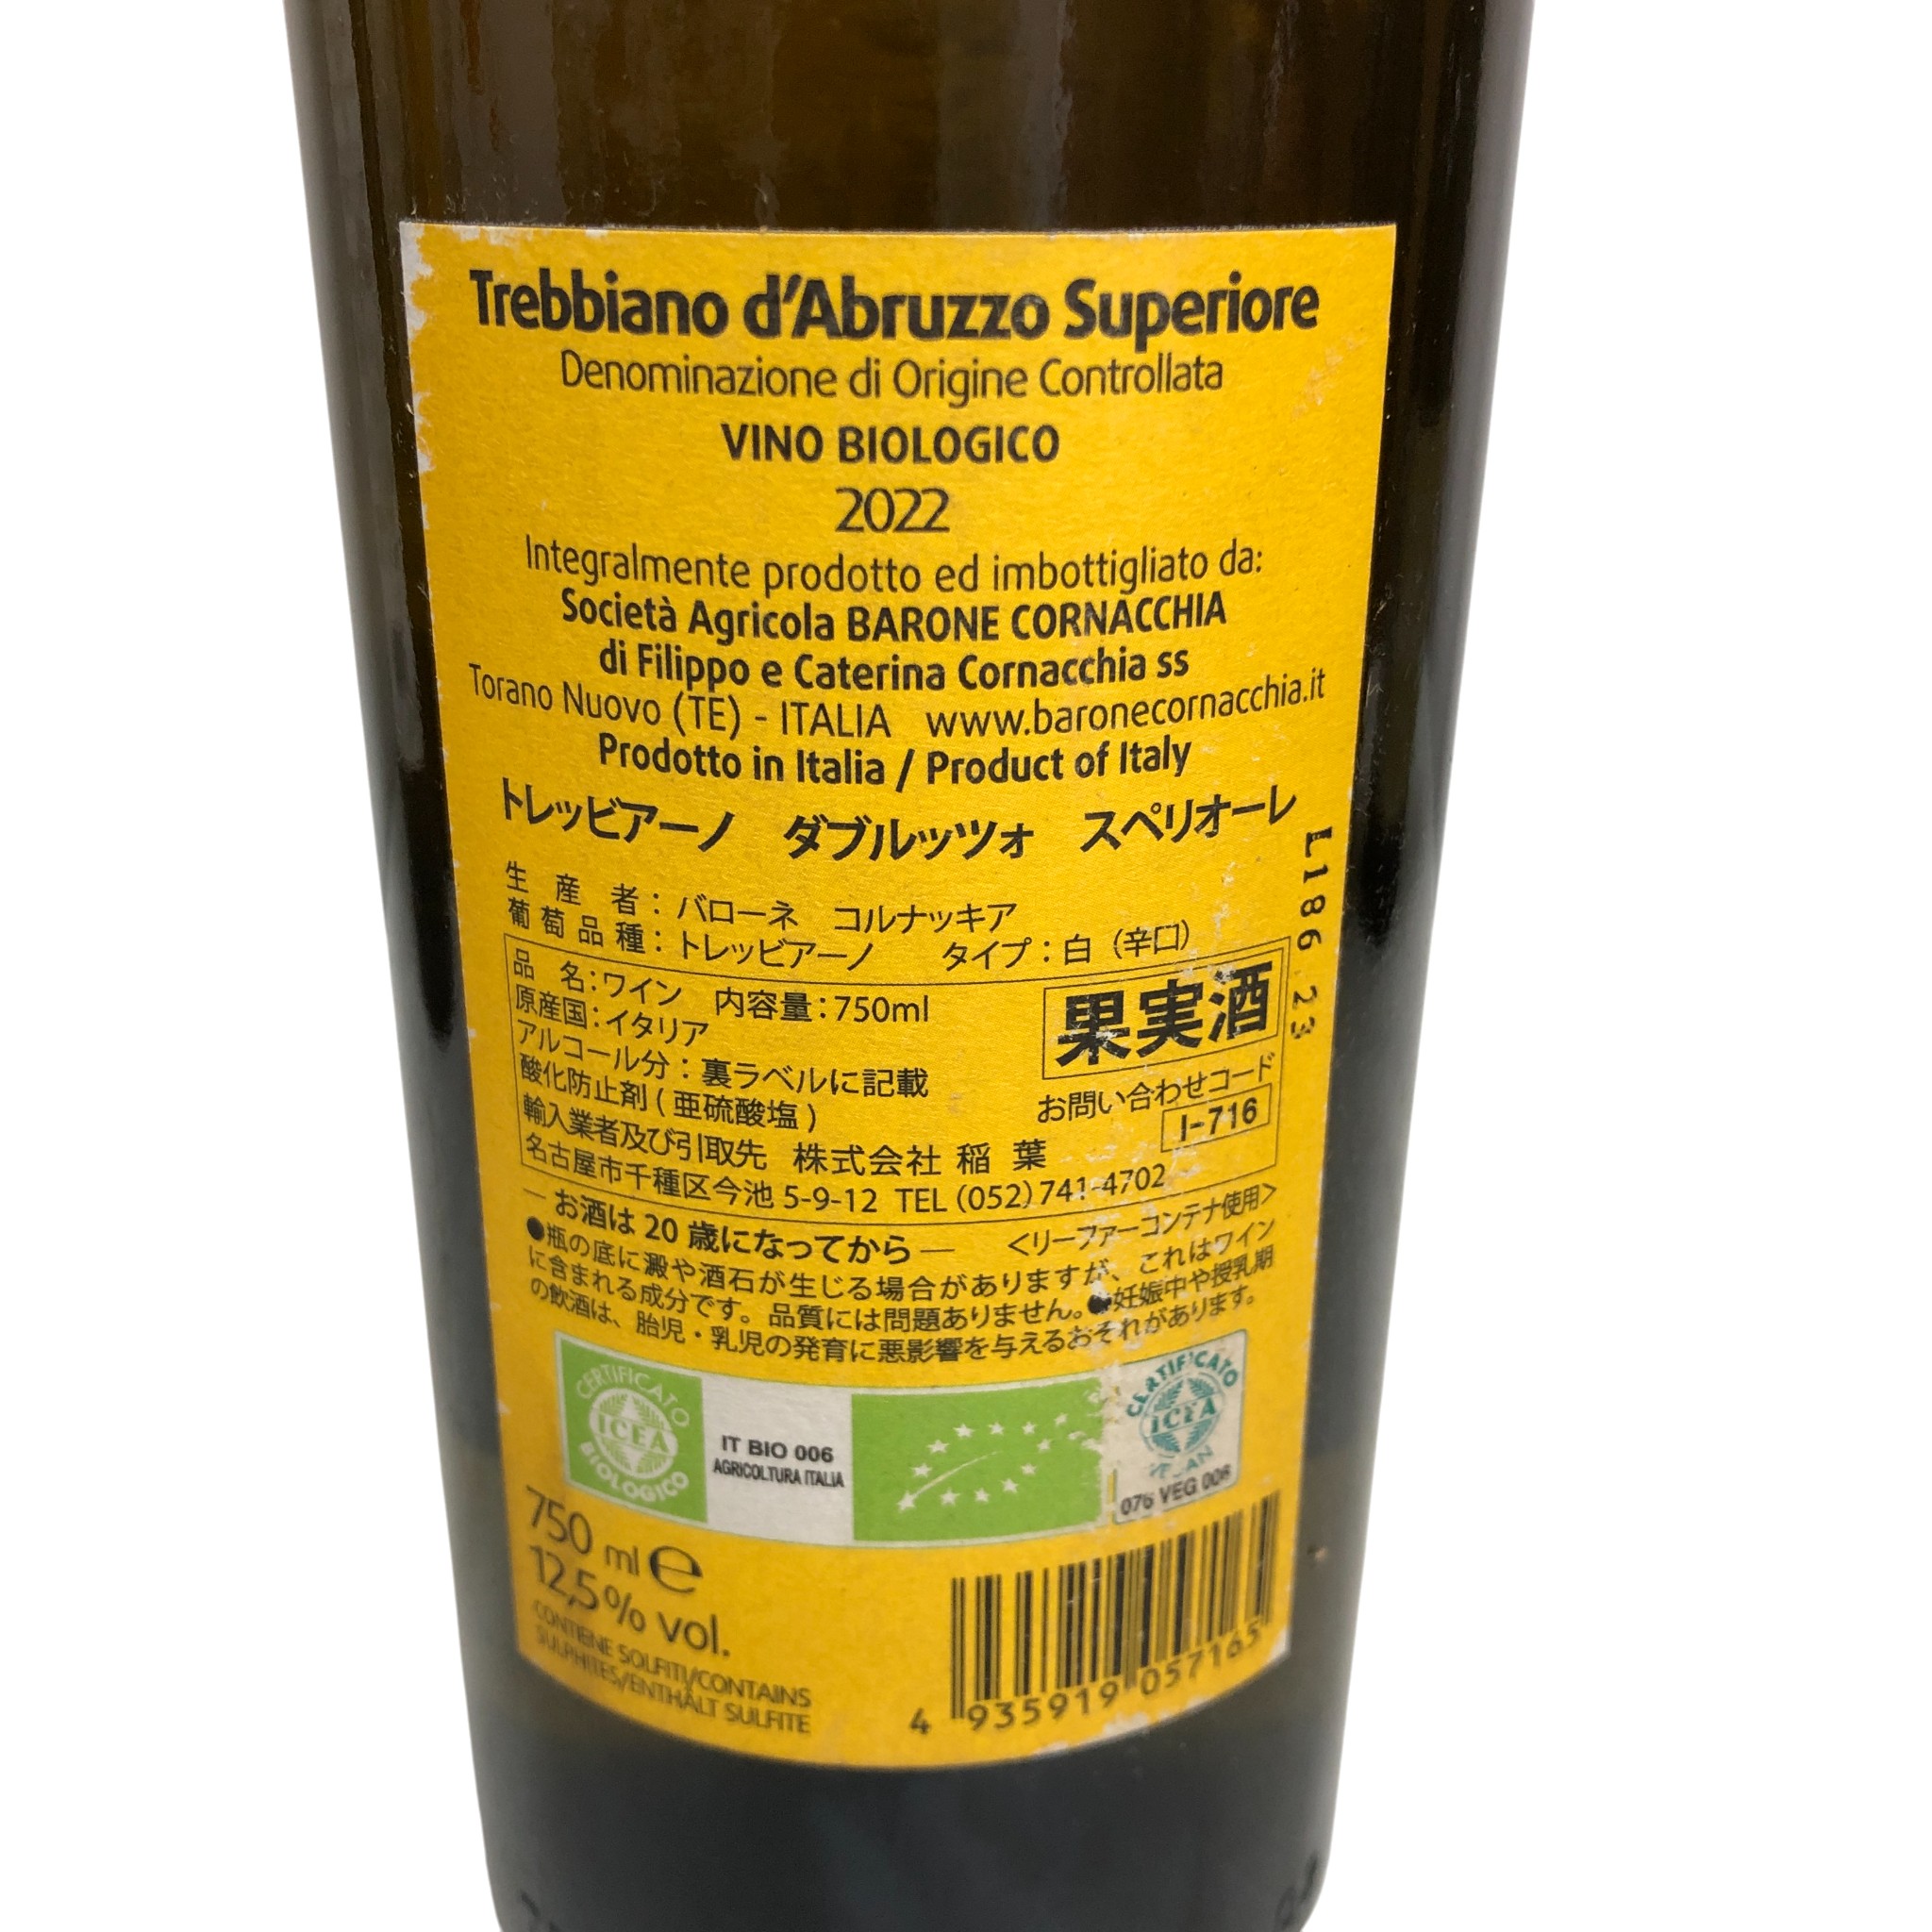 Trebbiano d'Abruzzo Superiore
Denominazione di Origine Controllata
VINO BIOLOGICO
2022
Integralmente prodotto ed imbottigliato da:
Società Agricola BARONE CORNACCHIA
di Filippo e Caterina Cornacchia ss
Torano Nuovo (TE) - ITALIA www.baronecornacchia.it
Prodotto in Italia / Product of Italy
トレッビアーノ ダブルッツォ スペリオーレ
L186 23
生産者：バローネ コルナッキア
葡萄品種：トレッビアーノ タイプ：白（辛口）
品名：ワイン 内容量：750ml
果実酒
原産国：イタリア
アルコール分：裏ラベルに記載
酸化防止剤(亜硫酸塩)
お問い合わせコード
I-716
輸入業者及び引取先 株式会社 稲葉
名古屋市千種区今池 5-9-12 TEL (052)741-4702
— お酒は20歳になってから — ＜リーファーコンテナ使用＞
●瓶の底に澱や酒石が生じる場合がありますが、これはワイン
に含まれる成分です。品質には問題ありません。●妊娠中や授乳期
の飲酒は、胎児・乳児の発育に悪影響を与えるおそれがあります。
CERTIFICATO
ICEA
BIOLOGICO
IT BIO 006
AGRICOLTURA ITALIA
CERTIFICATO
ICEA
VEGAN
076 VEG 006
750 ml e
12,5% vol.
CONTIENE SOLFITI/CONTAINS
SULPHITES/ENTHÄLT SULFITE
4 935919 057165